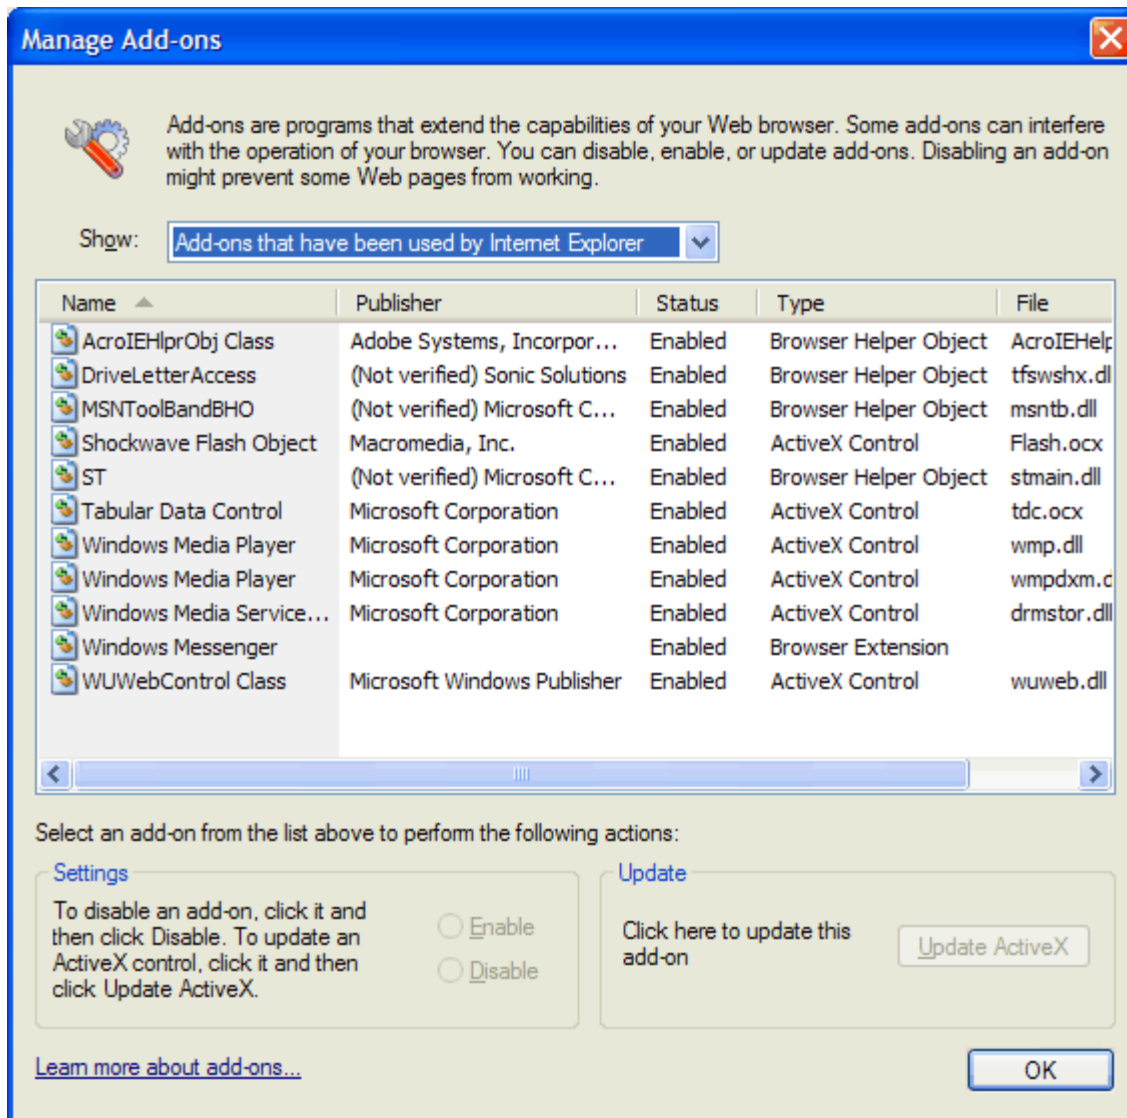 Manage Add-ons
Add-ons are programs that extend the capabilities of your Web browser. Some add-ons can interfere
with the operation of your browser. You can disable, enable, or update add-ons. Disabling an add-on
might prevent some Web pages from working.
Show: Add-ons that have been used by Internet Explorer
Name Publisher Status Type File
AcroIEHlprObj Class Adobe Systems, Incorpor... Enabled Browser Helper Object AcroIEHelp
DriveLetterAccess (Not verified) Sonic Solutions Enabled Browser Helper Object tfswshx.dll
MSNToolBandBHO (Not verified) Microsoft C... Enabled Browser Helper Object msntb.dll
Shockwave Flash Object Macromedia, Inc. Enabled ActiveX Control Flash.ocx
ST (Not verified) Microsoft C... Enabled Browser Helper Object stmain.dll
Tabular Data Control Microsoft Corporation Enabled ActiveX Control tdc.ocx
Windows Media Player Microsoft Corporation Enabled ActiveX Control wmp.dll
Windows Media Player Microsoft Corporation Enabled ActiveX Control wmpdxm.d
Windows Media Service... Microsoft Corporation Enabled ActiveX Control drmstor.dll
Windows Messenger Enabled Browser Extension
WUWebControl Class Microsoft Windows Publisher Enabled ActiveX Control wuweb.dll
Select an add-on from the list above to perform the following actions:
Settings
To disable an add-on, click it and
then click Disable. To update an
ActiveX control, click it and then
click Update ActiveX.
Enable
Disable
Update
Click here to update this
add-on
Update ActiveX
Learn more about add-ons...
OK